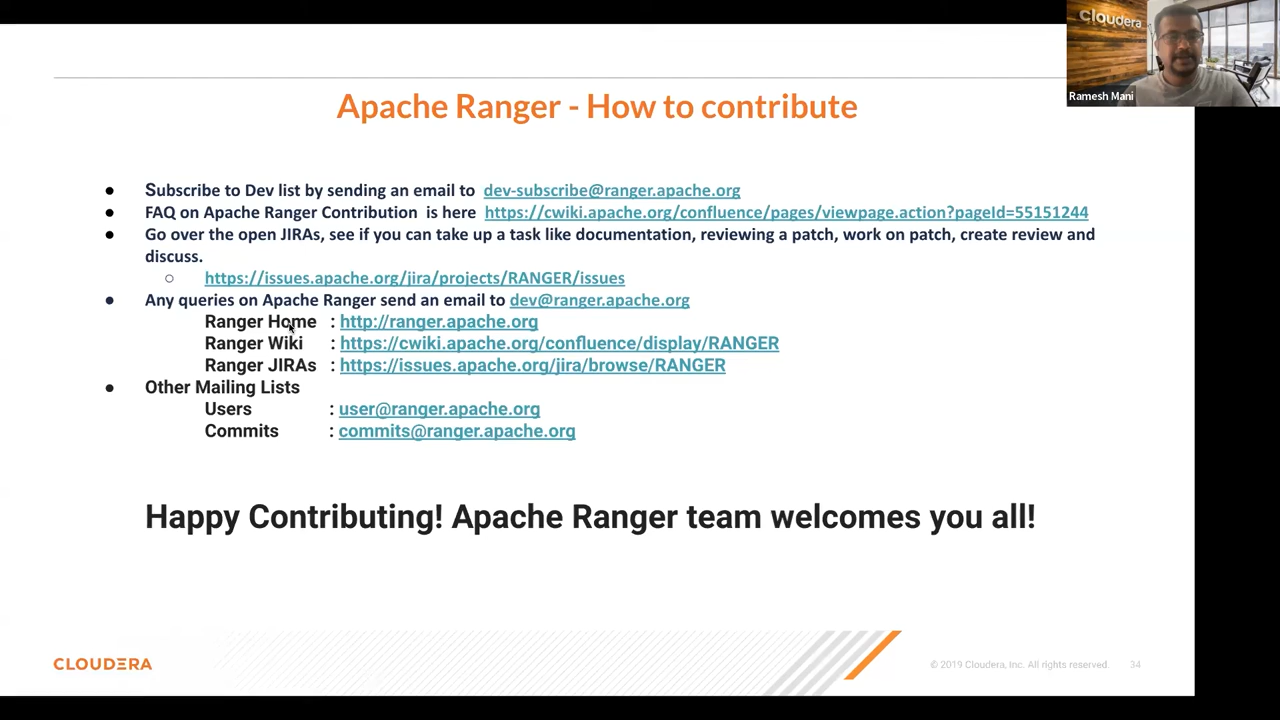 cloudera
Ramesh Mani
Apache Ranger - How to contribute
● Subscribe to Dev list by sending an email to dev-subscribe@ranger.apache.org
● FAQ on Apache Ranger Contribution is here https://cwiki.apache.org/confluence/pages/viewpage.action?pageId=55151244
● Go over the open JIRAs, see if you can take up a task like documentation, reviewing a patch, work on patch, create review and
discuss.
○ https://issues.apache.org/jira/projects/RANGER/issues
● Any queries on Apache Ranger send an email to dev@ranger.apache.org
Ranger Home : http://ranger.apache.org
Ranger Wiki : https://cwiki.apache.org/confluence/display/RANGER
Ranger JIRAs : https://issues.apache.org/jira/browse/RANGER
● Other Mailing Lists
Users : user@ranger.apache.org
Commits : commits@ranger.apache.org
Happy Contributing! Apache Ranger team welcomes you all!
CLOUDERA
© 2019 Cloudera, Inc. All rights reserved. 34